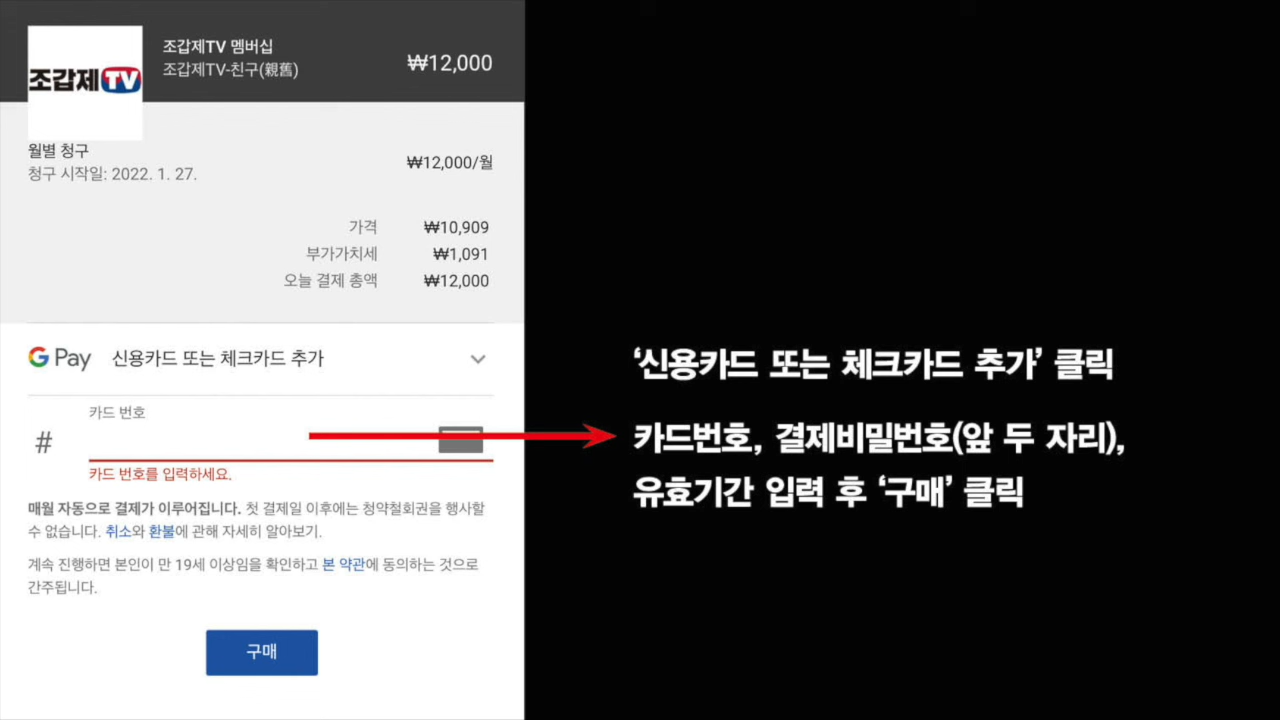 조갑제TV
조갑제TV 멤버십
조갑제TV-친구(親舊)
₩12,000
월별 청구
청구 시작일: 2022. 1. 27.
₩12,000/월
가격 ₩10,909
부가가치세 ₩1,091
오늘 결제 총액 ₩12,000
G Pay 신용카드 또는 체크카드 추가
카드 번호
#
카드 번호를 입력하세요.
매월 자동으로 결제가 이루어집니다. 첫 결제일 이후에는 청약철회권을 행사할
수 없습니다. 취소와 환불에 관해 자세히 알아보기.
계속 진행하면 본인이 만 19세 이상임을 확인하고 본 약관에 동의하는 것으로
간주됩니다.
구매
‘신용카드 또는 체크카드 추가’ 클릭
카드번호, 결제비밀번호(앞 두 자리),
유효기간 입력 후 ‘구매’ 클릭